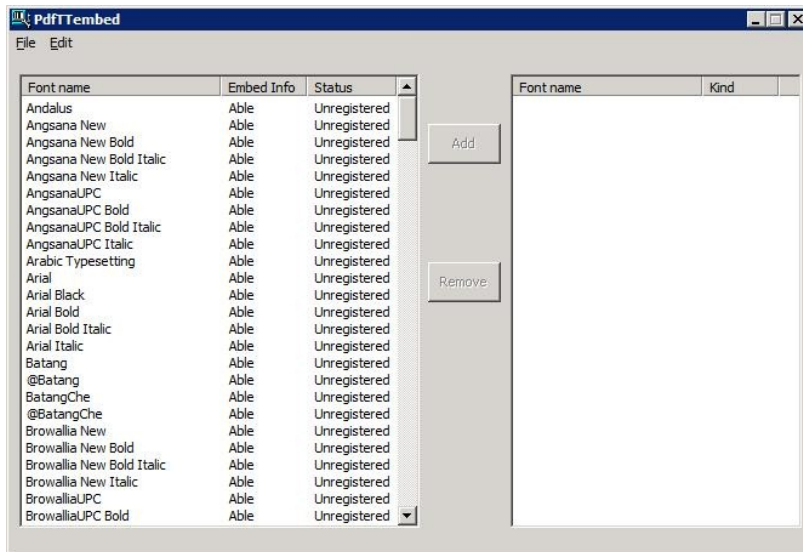 PdfTTembed
File Edit
Font name Embed Info Status
Andalus Able Unregistered
Angsana New Able Unregistered
Angsana New Bold Able Unregistered
Angsana New Bold Italic Able Unregistered
Angsana New Italic Able Unregistered
AngsanaUPC Able Unregistered
AngsanaUPC Bold Able Unregistered
AngsanaUPC Bold Italic Able Unregistered
AngsanaUPC Italic Able Unregistered
Arabic Typesetting Able Unregistered
Arial Able Unregistered
Arial Black Able Unregistered
Arial Bold Able Unregistered
Arial Bold Italic Able Unregistered
Arial Italic Able Unregistered
Batang Able Unregistered
@Batang Able Unregistered
BatangChe Able Unregistered
@BatangChe Able Unregistered
Browallia New Able Unregistered
Browallia New Bold Able Unregistered
Browallia New Bold Italic Able Unregistered
Browallia New Italic Able Unregistered
BrowalliaUPC Able Unregistered
BrowalliaUPC Bold Able Unregistered
Add
Remove
Font name Kind